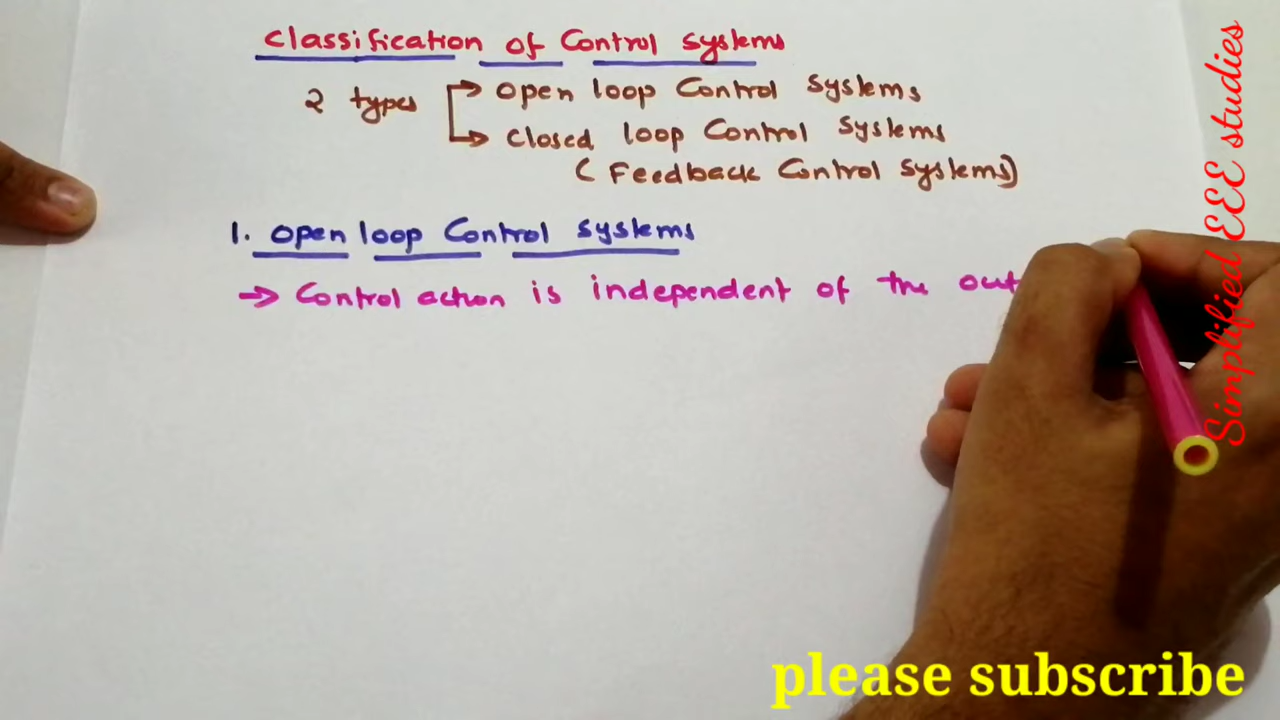 Classification of Control systems
2 types → open loop Control systems
→ closed loop Control systems
( Feedback Control systems)
1. open loop Control systems
→ Control action is independent of the out
Simplified EEE studies
please subscribe